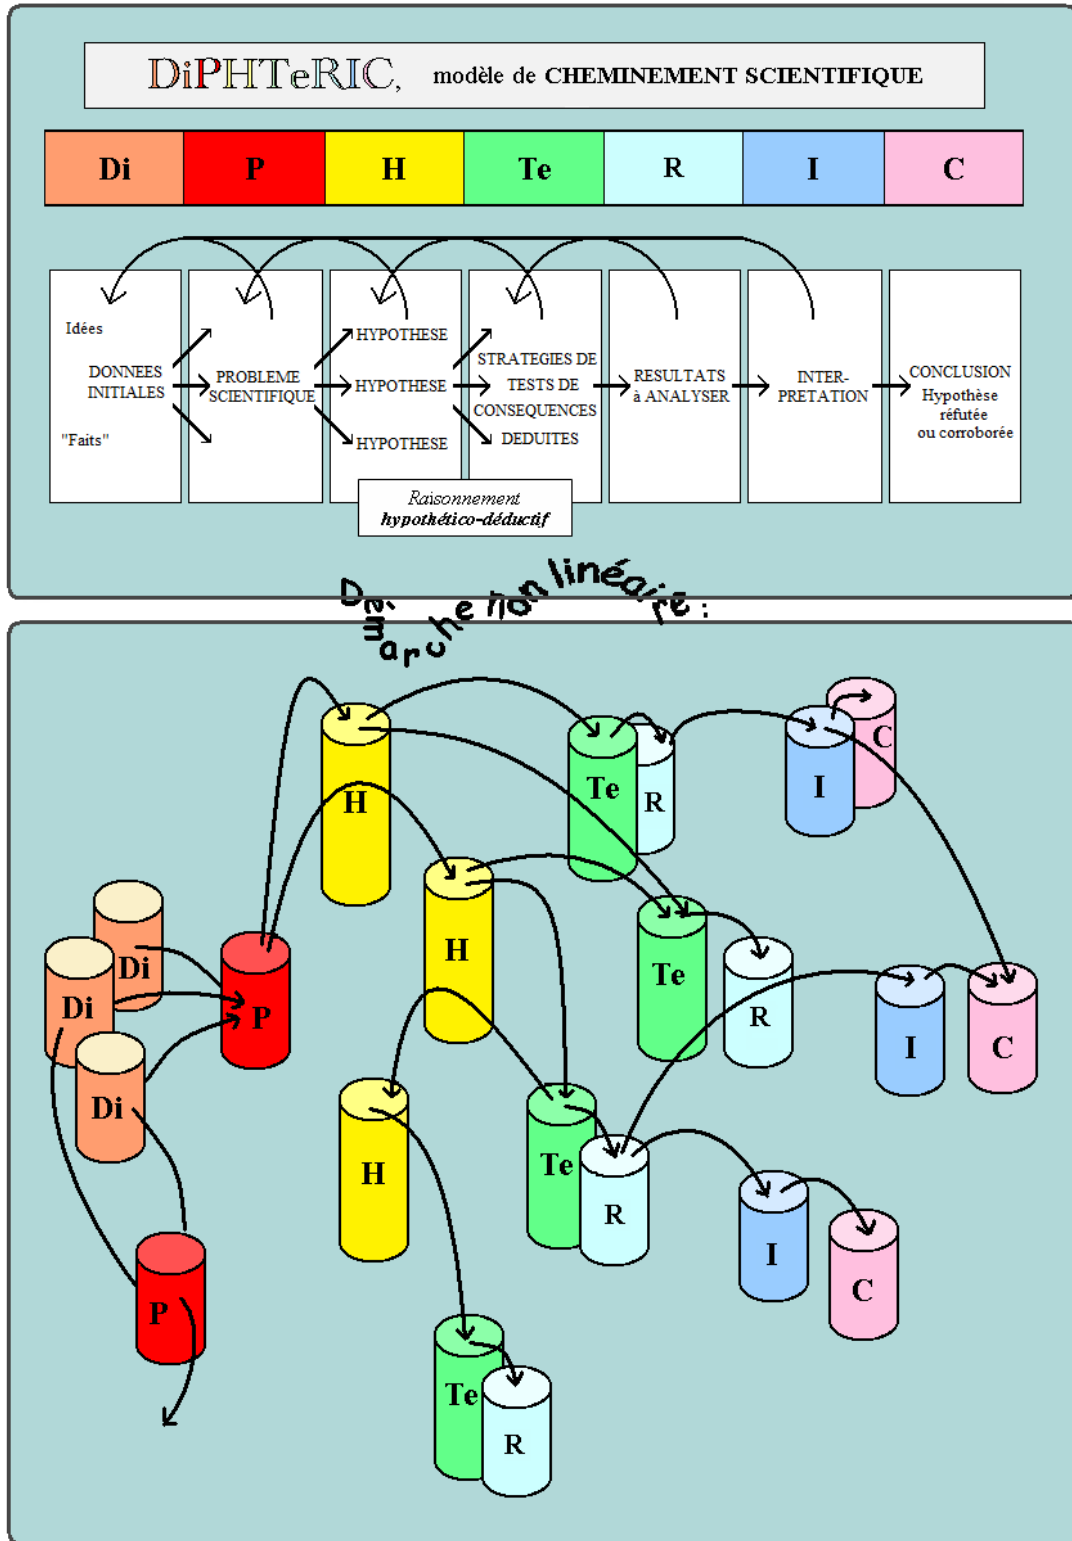 DiPHTeRIC, modèle de CHEMINEMENT SCIENTIFIQUE
Di P H Te R I C
Idées
DONNEES
INITIALES
"Faits"
PROBLEME
SCIENTIFIQUE
HYPOTHESE
HYPOTHESE
HYPOTHESE
STRATEGIES DE
TESTS DE
CONSEQUENCES
DEDUITES
RESULTATS
à ANALYSER
INTER-
PRETATION
CONCLUSION
Hypothèse
réfutée
ou corroborée
Raisonnement
hypothético-déductif
Démarche non linéaire :
H
Te
R
I
C
H
Di
Di
P
Te
R
I
C
Di
H
Te
R
I
C
P
Te
R